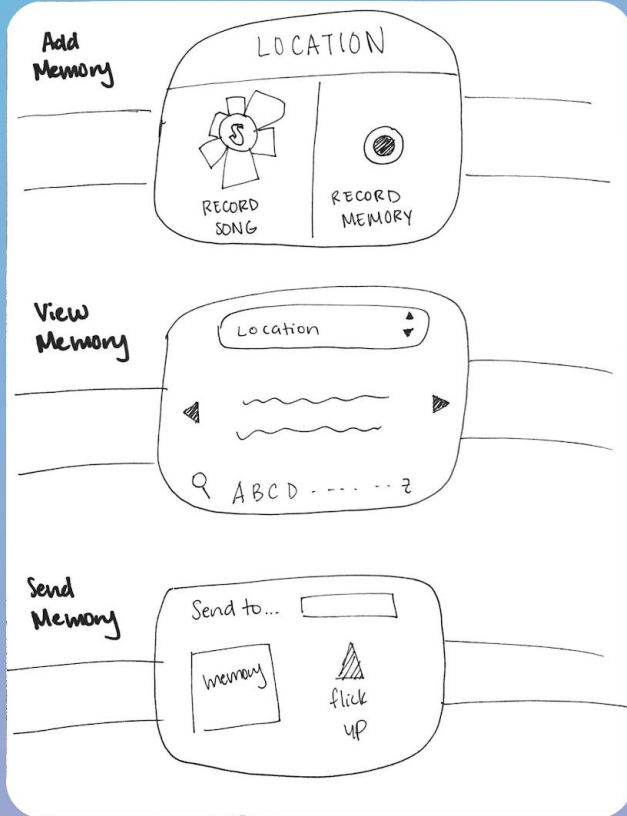 Add
Memory
LOCATION
S
RECORD
SONG
RECORD
MEMORY
View
Memory
Location
ABCD-------z
Send
Memory
Send to...
memory
flick
up